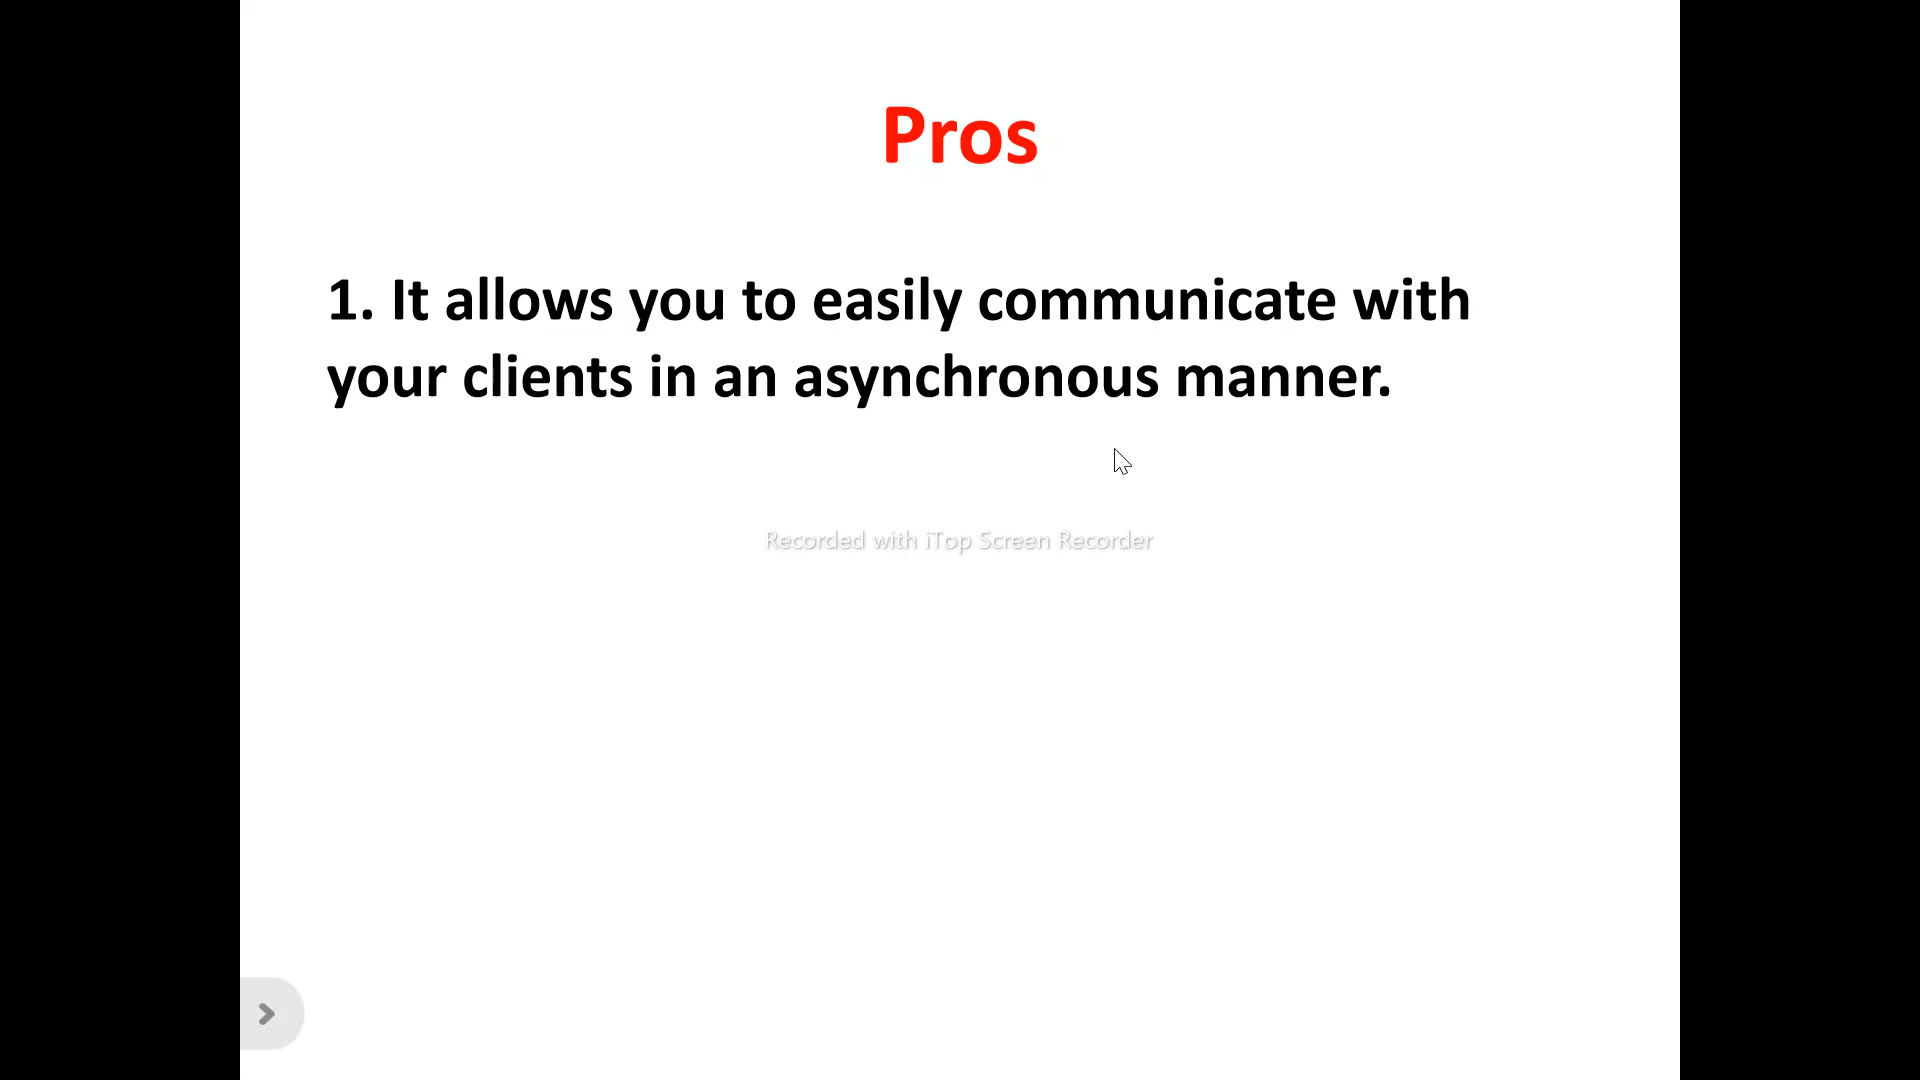 Pros
1. It allows you to easily communicate with
your clients in an asynchronous manner.
Recorded with iTop Screen Recorder